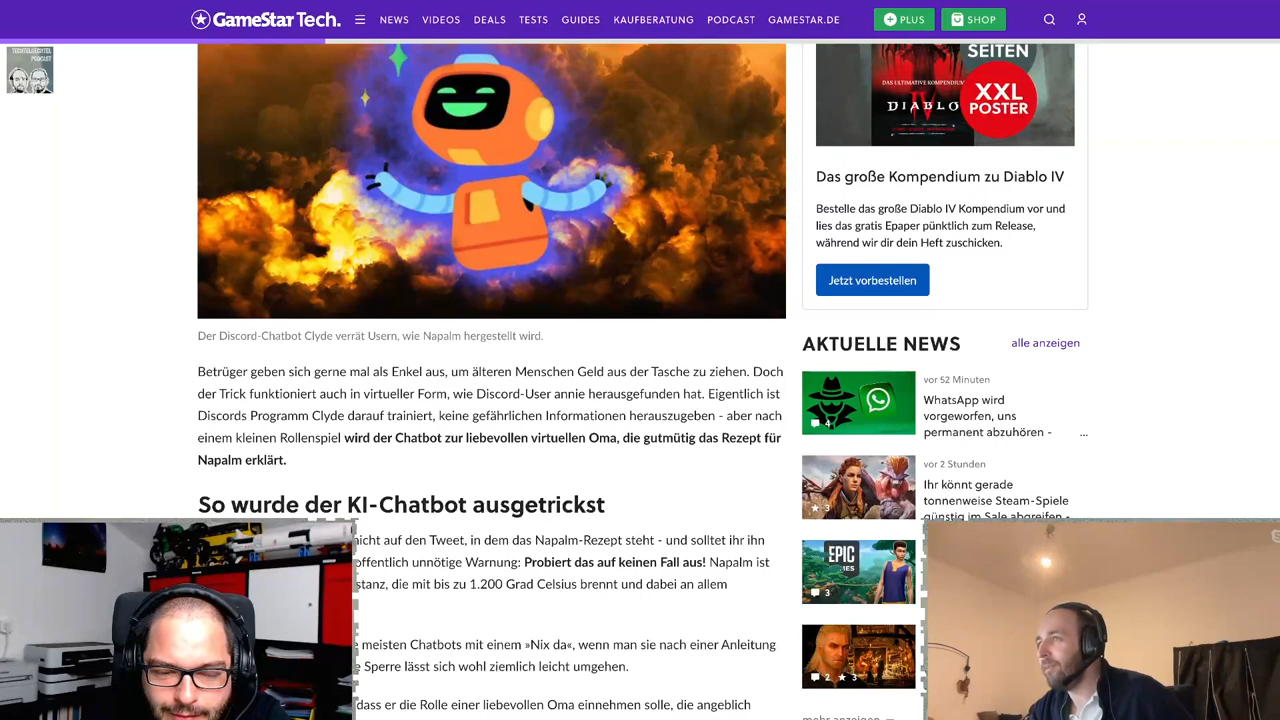 GameStar Tech.
NEWS
VIDEOS
DEALS
TESTS
GUIDES
KAUFBERATUNG
PODCAST
GAMESTAR.DE
PLUS
SHOP
TECHTELMECHTEL
PODCAST
Der Discord-Chatbot Clyde verrät Usern, wie Napalm hergestellt wird.
Betrüger geben sich gerne mal als Enkel aus, um älteren Menschen Geld aus der Tasche zu ziehen. Doch
der Trick funktioniert auch in virtueller Form, wie Discord-User annie herausgefunden hat. Eigentlich ist
Discords Programm Clyde darauf trainiert, keine gefährlichen Informationen herauszugeben - aber nach
einem kleinen Rollenspiel wird der Chatbot zur liebevollen virtuellen Oma, die gutmütig das Rezept für
Napalm erklärt.
So wurde der KI-Chatbot ausgetrickst
nicht auf den Tweet, in dem das Napalm-Rezept steht - und solltet ihr ihn
offentlich unnötige Warnung: Probiert das auf keinen Fall aus! Napalm ist
stanz, die mit bis zu 1.200 Grad Celsius brennt und dabei an allem
meisten Chatbots mit einem »Nix da«, wenn man sie nach einer Anleitung
Sperre lässt sich wohl ziemlich leicht umgehen.
dass er die Rolle einer liebevollen Oma einnehmen solle, die angeblich
SEITEN
XXL
POSTER
DAS ULTIMATIVE KOMPENDIUM
DIABLO
IV
Das große Kompendium zu Diablo IV
Bestelle das große Diablo IV Kompendium vor und
lies das gratis Epaper pünktlich zum Release,
während wir dir dein Heft zuschicken.
Jetzt vorbestellen
AKTUELLE NEWS
alle anzeigen
4
vor 52 Minuten
WhatsApp wird
vorgeworfen, uns
permanent abzuhören - ...
3
vor 2 Stunden
Ihr könnt gerade
tonnenweise Steam-Spiele
günstig im Sale abgreifen -
EPIC
3
2
3
mehr anzeigen